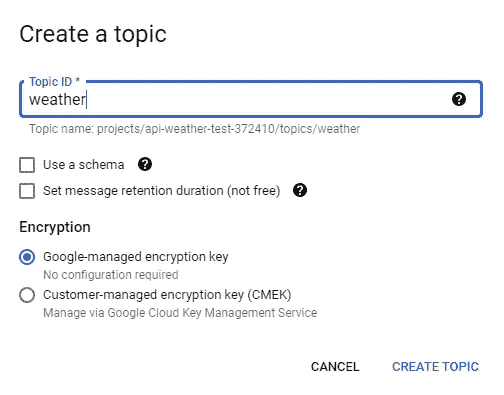 Create a topic
Topic ID *
weather
Topic name: projects/api-weather-test-372410/topics/weather
Use a schema ?
Set message retention duration (not free) ?
Encryption
Google-managed encryption key
No configuration required
Customer-managed encryption key (CMEK)
Manage via Google Cloud Key Management Service
CANCEL CREATE TOPIC